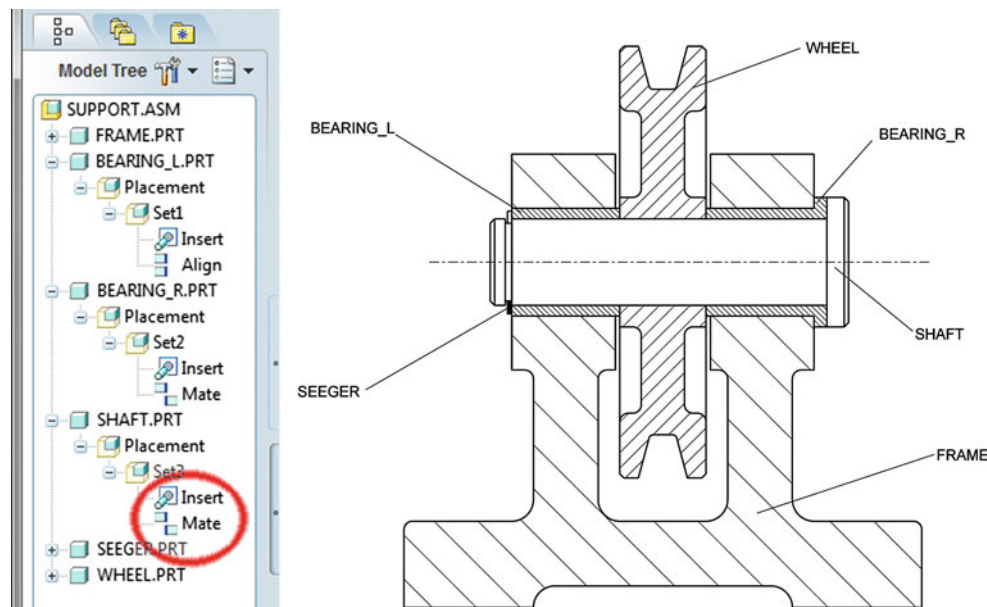 Model Tree
SUPPORT.ASM
FRAME.PRT
BEARING_L.PRT
Placement
Set1
Insert
Align
BEARING_R.PRT
Placement
Set2
Insert
Mate
SHAFT.PRT
Placement
Set3
Insert
Mate
SEEGER.PRT
WHEEL.PRT
WHEEL
BEARING_L
BEARING_R
SHAFT
SEEGER
FRAME